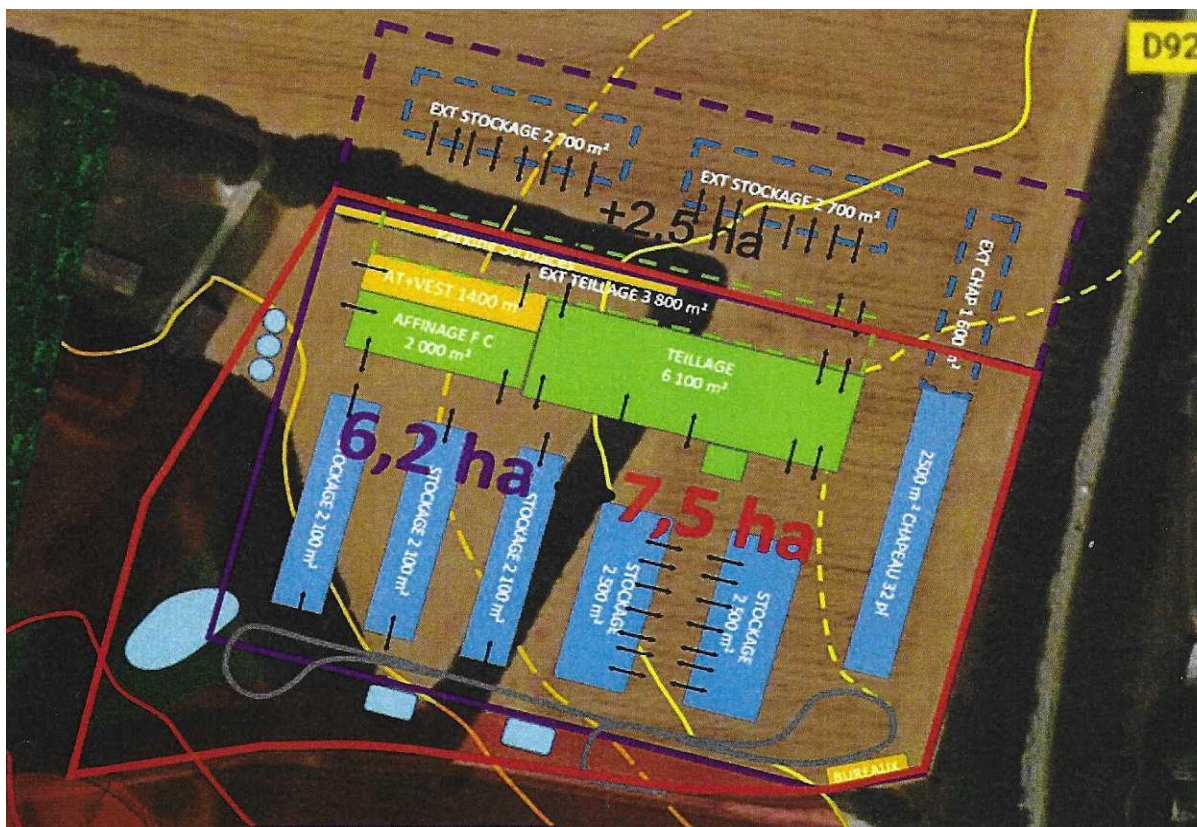 D92
EXT STOCKAGE 2 700 m²
EXT STOCKAGE 2 700 m²
+2,5 ha
EXT CHAP 1 600 m²
EXT TEILLAGE 3 800 m²
AT+VEST 1400 m²
AFFINAGE F C
2 000 m²
TEILLAGE
6 100 m²
6,2 ha
7,5 ha
STOCKAGE 2 100 m²
STOCKAGE 2 100 m²
STOCKAGE 2 100 m²
STOCKAGE
2 500 m²
STOCKAGE
2 500 m²
2500 m² CHAPEAU 32 pl
BUREAUX